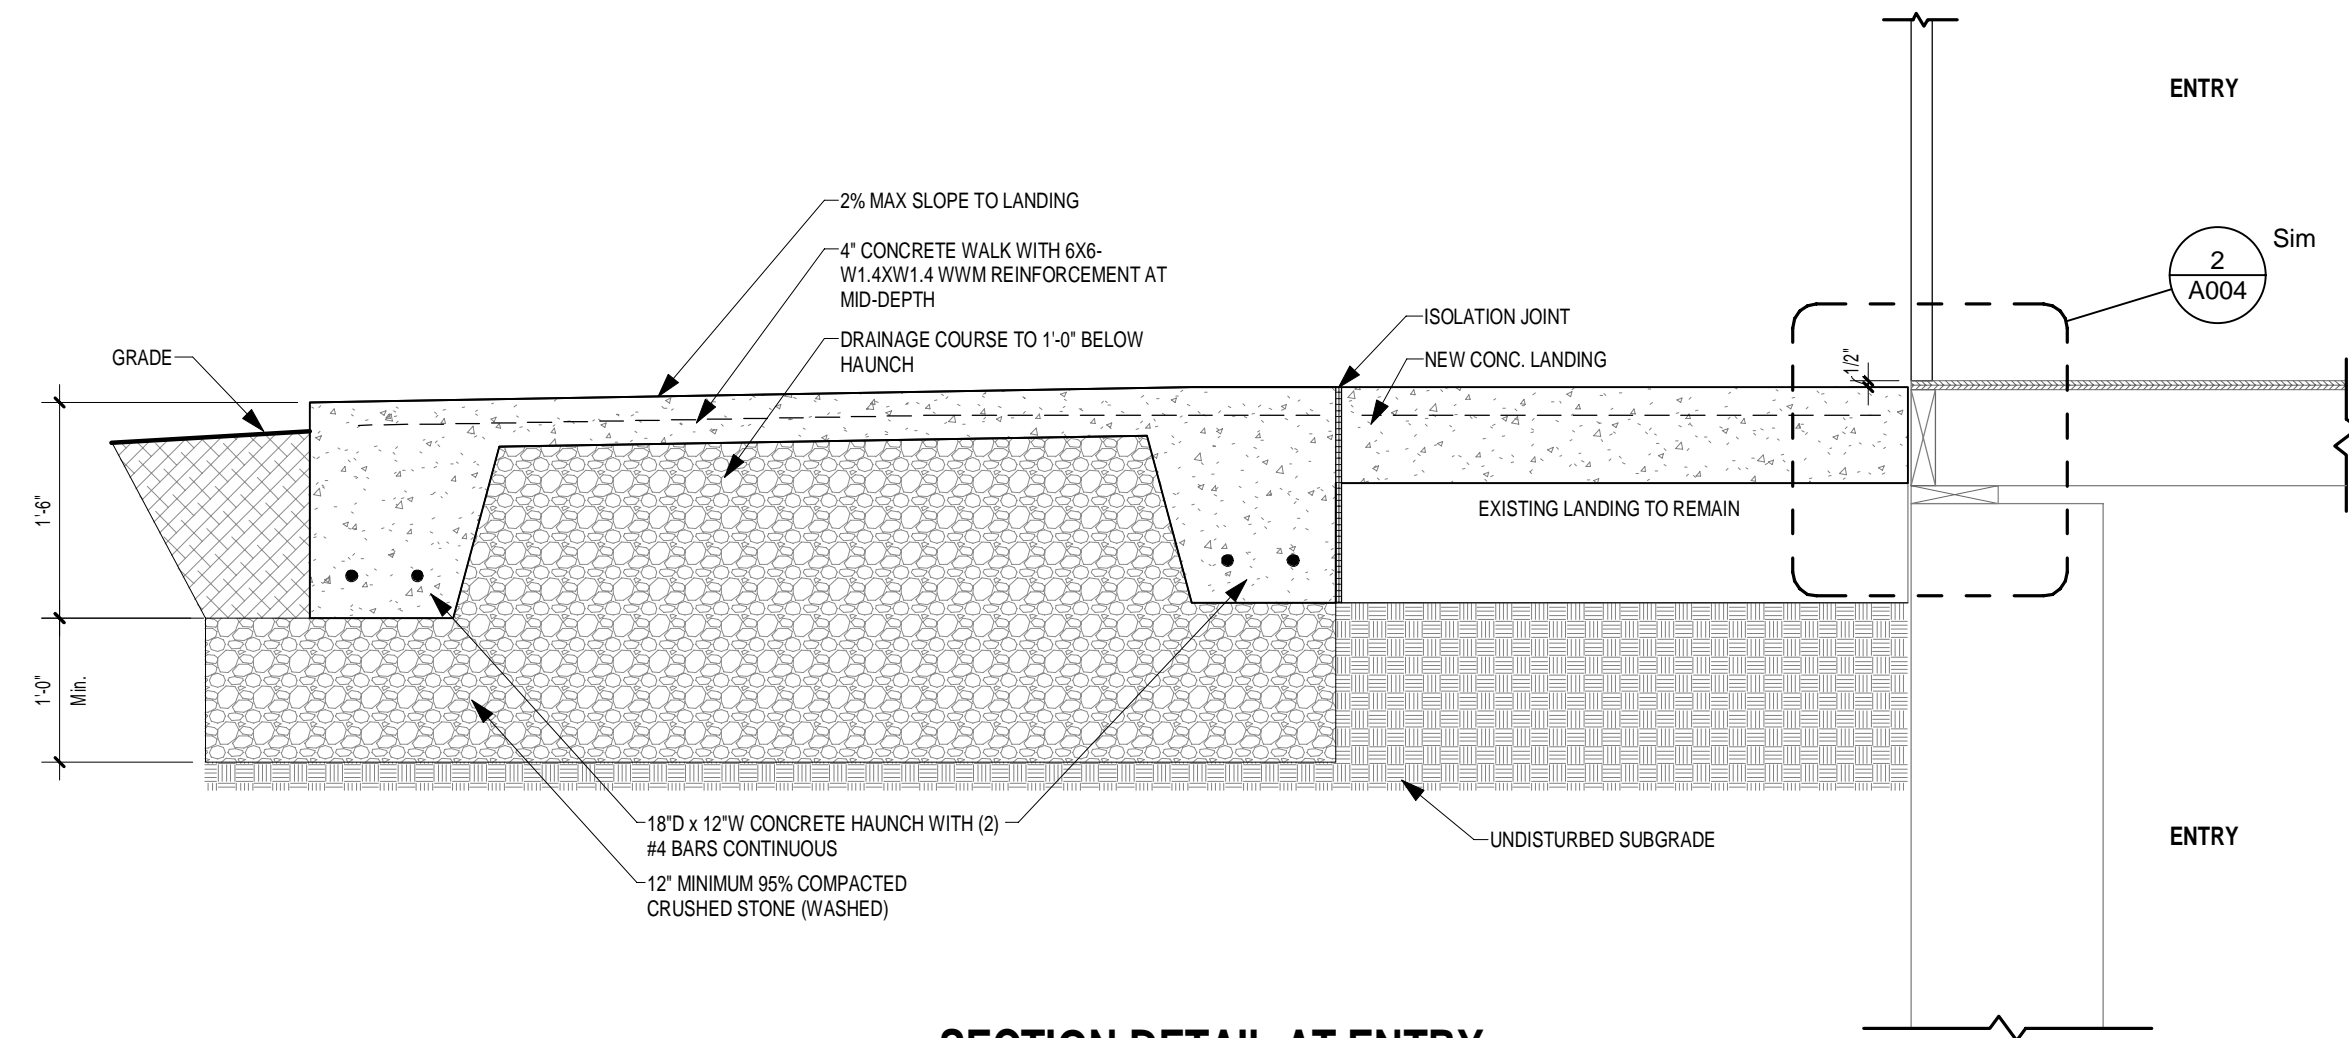 ENTRY
2% MAX SLOPE TO LANDING
4" CONCRETE WALK WITH 6X6-
W1.4XW1.4 WWM REINFORCEMENT AT
MID-DEPTH
DRAINAGE COURSE TO 1'-0" BELOW
HAUNCH
GRADE
ISOLATION JOINT
NEW CONC. LANDING
2
A004
Sim
1/2"
EXISTING LANDING TO REMAIN
1'-6"
1'-0"
Min.
18"D x 12"W CONCRETE HAUNCH WITH (2)
#4 BARS CONTINUOUS
12" MINIMUM 95% COMPACTED
CRUSHED STONE (WASHED)
UNDISTURBED SUBGRADE
ENTRY
SECTION DETAIL AT ENTRY